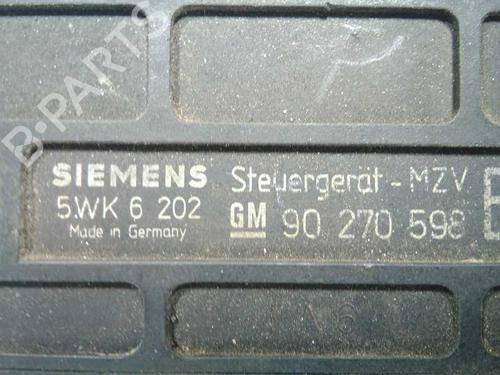 B-PARTS
SIEMENS Steuergerät - MZV
5WK 6 202 GM 90 270 598
Made in Germany